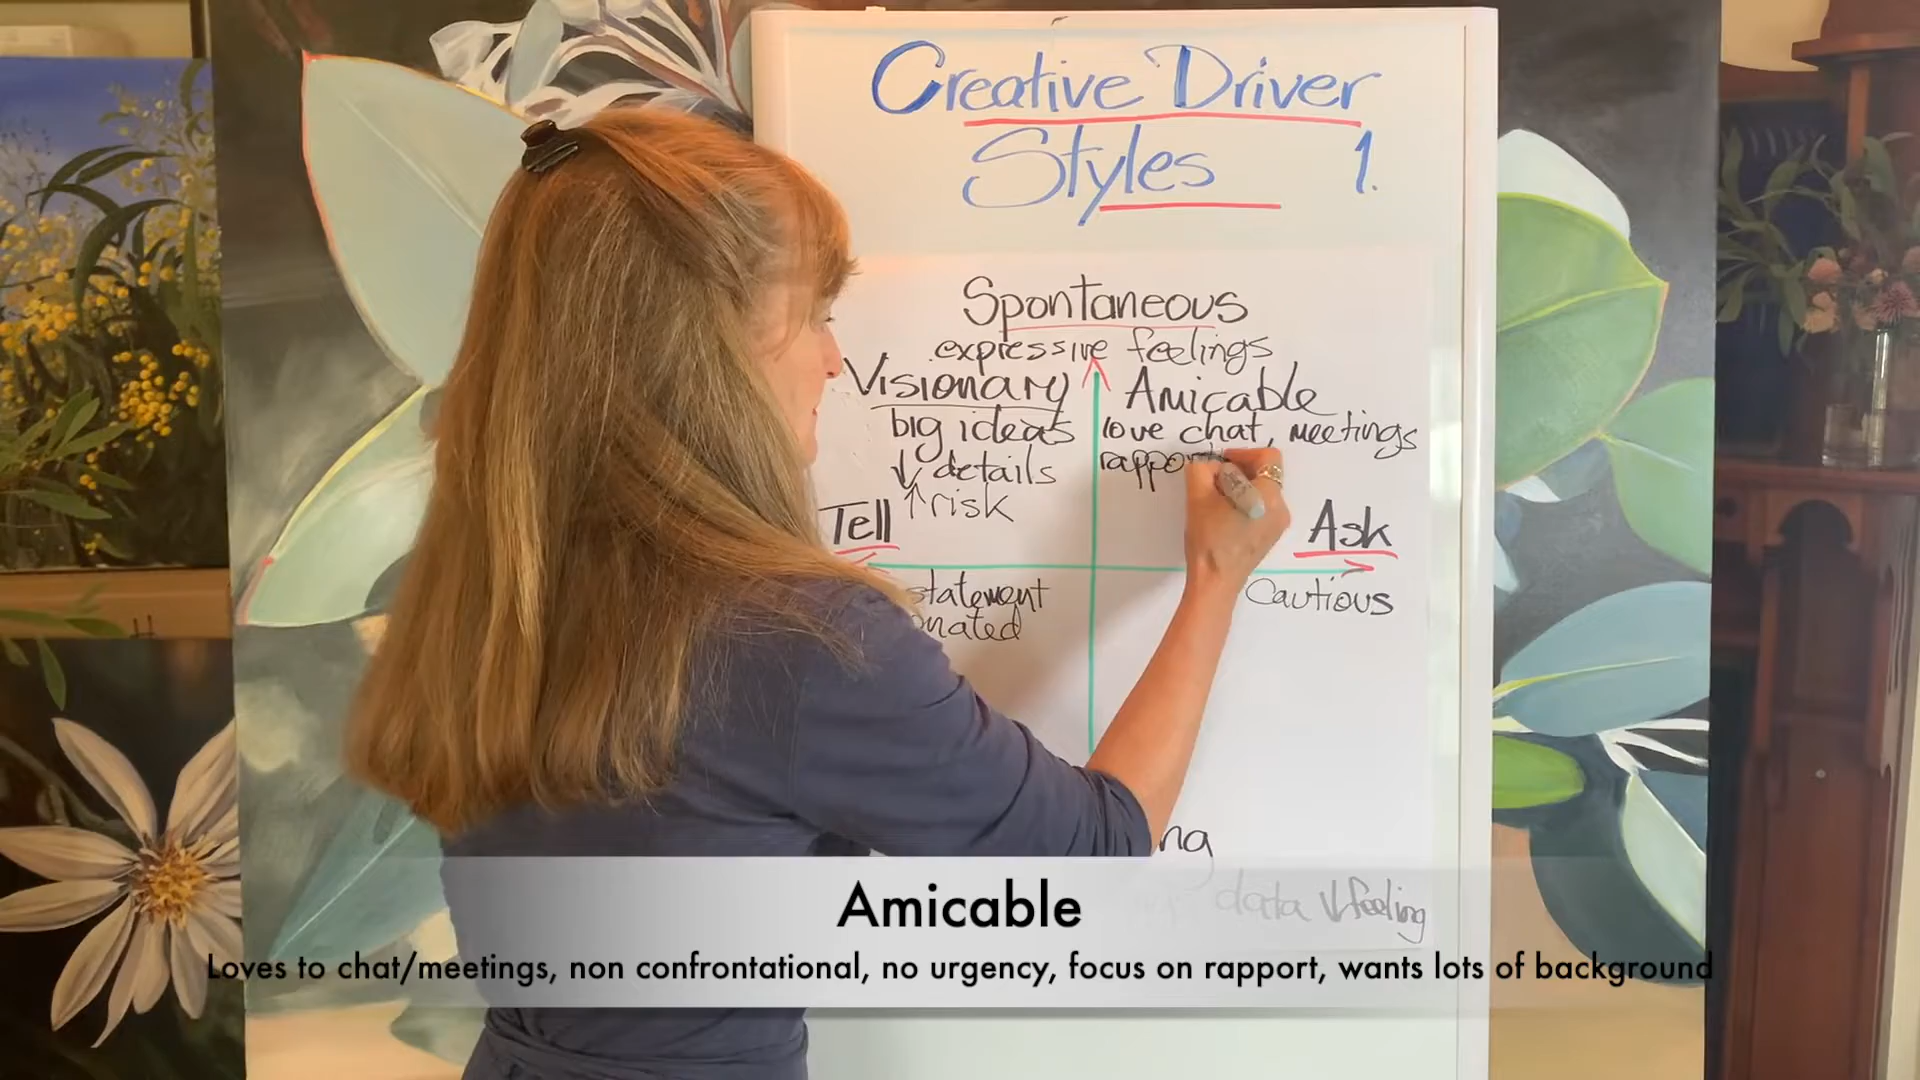 Creative Driver
Styles 1.
Spontaneous
expressive feelings
Visionary
big ideas
↓ details
↑ risk
Amicable
love chat, meetings
Tell
Ask
statement
Cautious
data ↓feeling
Amicable
Loves to chat/meetings, non confrontational, no urgency, focus on rapport, wants lots of background